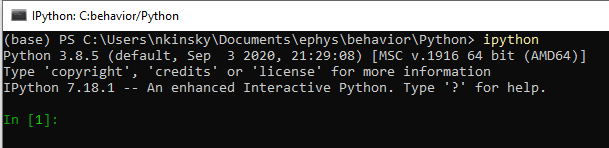 IPython: C:behavior/Python
(base) PS C:\Users\nkinsky\Documents\ephys\behavior\Python> ipython
Python 3.8.5 (default, Sep  3 2020, 21:29:08) [MSC v.1916 64 bit (AMD64)]
Type 'copyright', 'credits' or 'license' for more information
IPython 7.18.1 -- An enhanced Interactive Python. Type '?' for help.
In [1]: